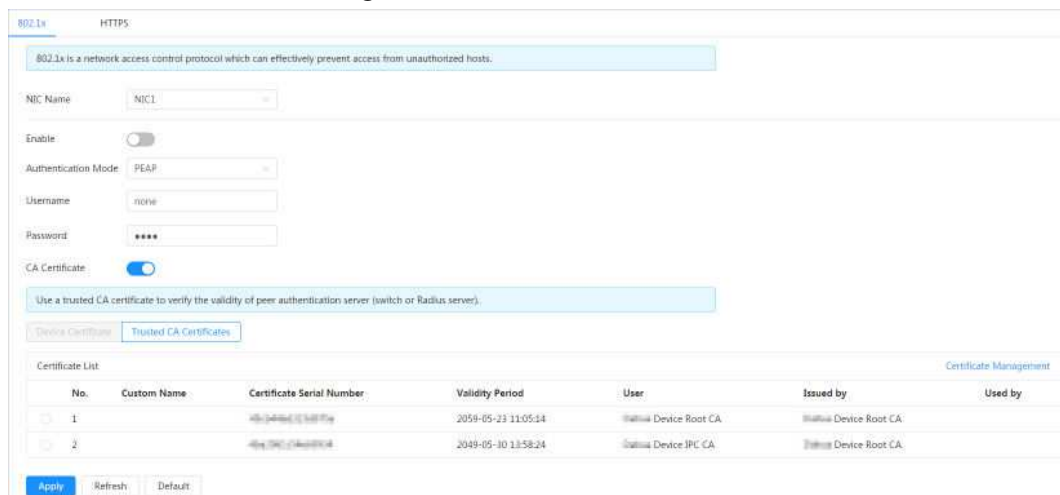 802.1x HTTPS
802.1x is a network access control protocol which can effectively prevent access from unauthorized hosts.
NIC Name NIC1
Enable
Authentication Mode PEAP
Username none
Password ●●●●
CA Certificate
Use a trusted CA certificate to verify the validity of peer authentication server (switch or Radius server).
Device Certificate Trusted CA Certificates
Certificate List Certificate Management
No. Custom Name Certificate Serial Number Validity Period User Issued by Used by
1 2059-05-23 11:05:14 Device Root CA Device Root CA
2 2049-05-30 13:58:24 Device IPC CA Device Root CA
Apply Refresh Default